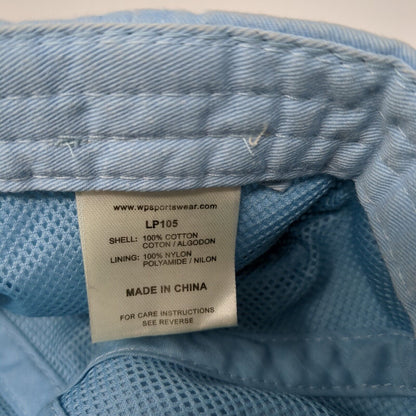 www.wpsportswear.com
LP105
SHELL: 100% COTTON
COTON / ALGODON
LINING: 100% NYLON
POLYAMIDE / NILON
MADE IN CHINA
FOR CARE INSTRUCTIONS
SEE REVERSE